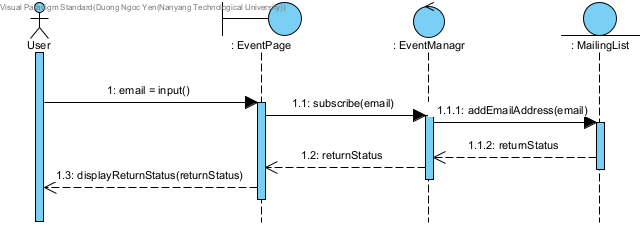 Visual Paradigm Standard(Duong Ngoc Yen(Nanyang Technological University))
User
: EventPage
: EventManagr
: MailingList
1: email = input()
1.1: subscribe(email)
1.1.1: addEmailAddress(email)
1.1.2: returnStatus
1.2: returnStatus
1.3: displayReturnStatus(returnStatus)